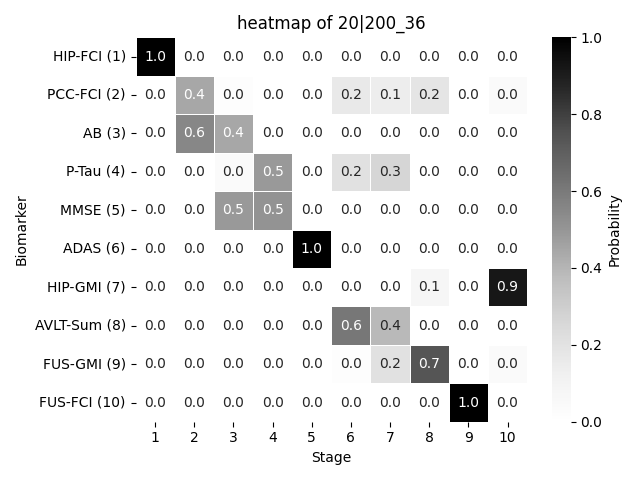 heatmap of 20|200_36
HIP-FCI (1) 1.0 0.0 0.0 0.0 0.0 0.0 0.0 0.0 0.0 0.0
PCC-FCI (2) 0.0 0.4 0.0 0.0 0.0 0.2 0.1 0.2 0.0 0.0
AB (3) 0.0 0.6 0.4 0.0 0.0 0.0 0.0 0.0 0.0 0.0
P-Tau (4) 0.0 0.0 0.0 0.5 0.0 0.2 0.3 0.0 0.0 0.0
MMSE (5) 0.0 0.0 0.5 0.5 0.0 0.0 0.0 0.0 0.0 0.0
ADAS (6) 0.0 0.0 0.0 0.0 1.0 0.0 0.0 0.0 0.0 0.0
HIP-GMI (7) 0.0 0.0 0.0 0.0 0.0 0.0 0.0 0.1 0.0 0.9
AVLT-Sum (8) 0.0 0.0 0.0 0.0 0.0 0.6 0.4 0.0 0.0 0.0
FUS-GMI (9) 0.0 0.0 0.0 0.0 0.0 0.0 0.2 0.7 0.0 0.0
FUS-FCI (10) 0.0 0.0 0.0 0.0 0.0 0.0 0.0 0.0 1.0 0.0
1 2 3 4 5 6 7 8 9 10
Stage
Biomarker
1.0
0.8
0.6
0.4
0.2
0.0
Probability